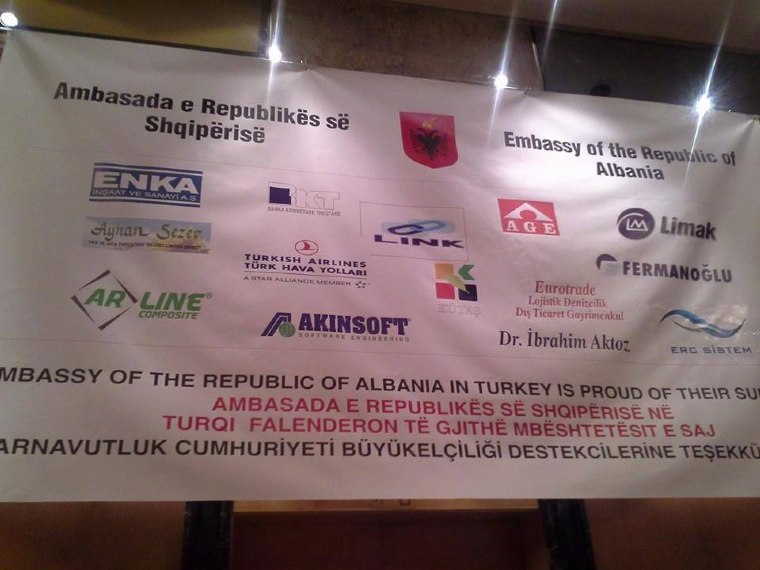 Ambasada e Republikës së
Shqipërisë
Embassy of the Republic of
Albania
ENKA
İNŞAAT VE SANAYİ A.Ş.
BKT
BANKA KOMBETARE TREGTARE
LINK
AGE
Limak
Ayhan Sezer
TURKISH AIRLINES
TÜRK HAVA YOLLARI
A STAR ALLIANCE MEMBER
FERMANOĞLU
AR LINE®
COMPOSITE
AKINSOFT
SOFTWARE ENGINEERING
Eurotrade
Lojistik Denizcilik
Dış Ticaret Gayrimenkul
Dr. İbrahim Aktoz
ERC SİSTEM
MBASSY OF THE REPUBLIC OF ALBANIA IN TURKEY IS PROUD OF THEIR SU
AMBASADA E REPUBLIKËS SË SHQIPËRISË NË
TURQI FALENDERON TË GJITHË MBËSHTETËSIT E SAJ
ARNAVUTLUK CUMHURİYETİ BÜYÜKELÇİLİĞİ DESTEKCİLERİNE TEŞEKKÜ